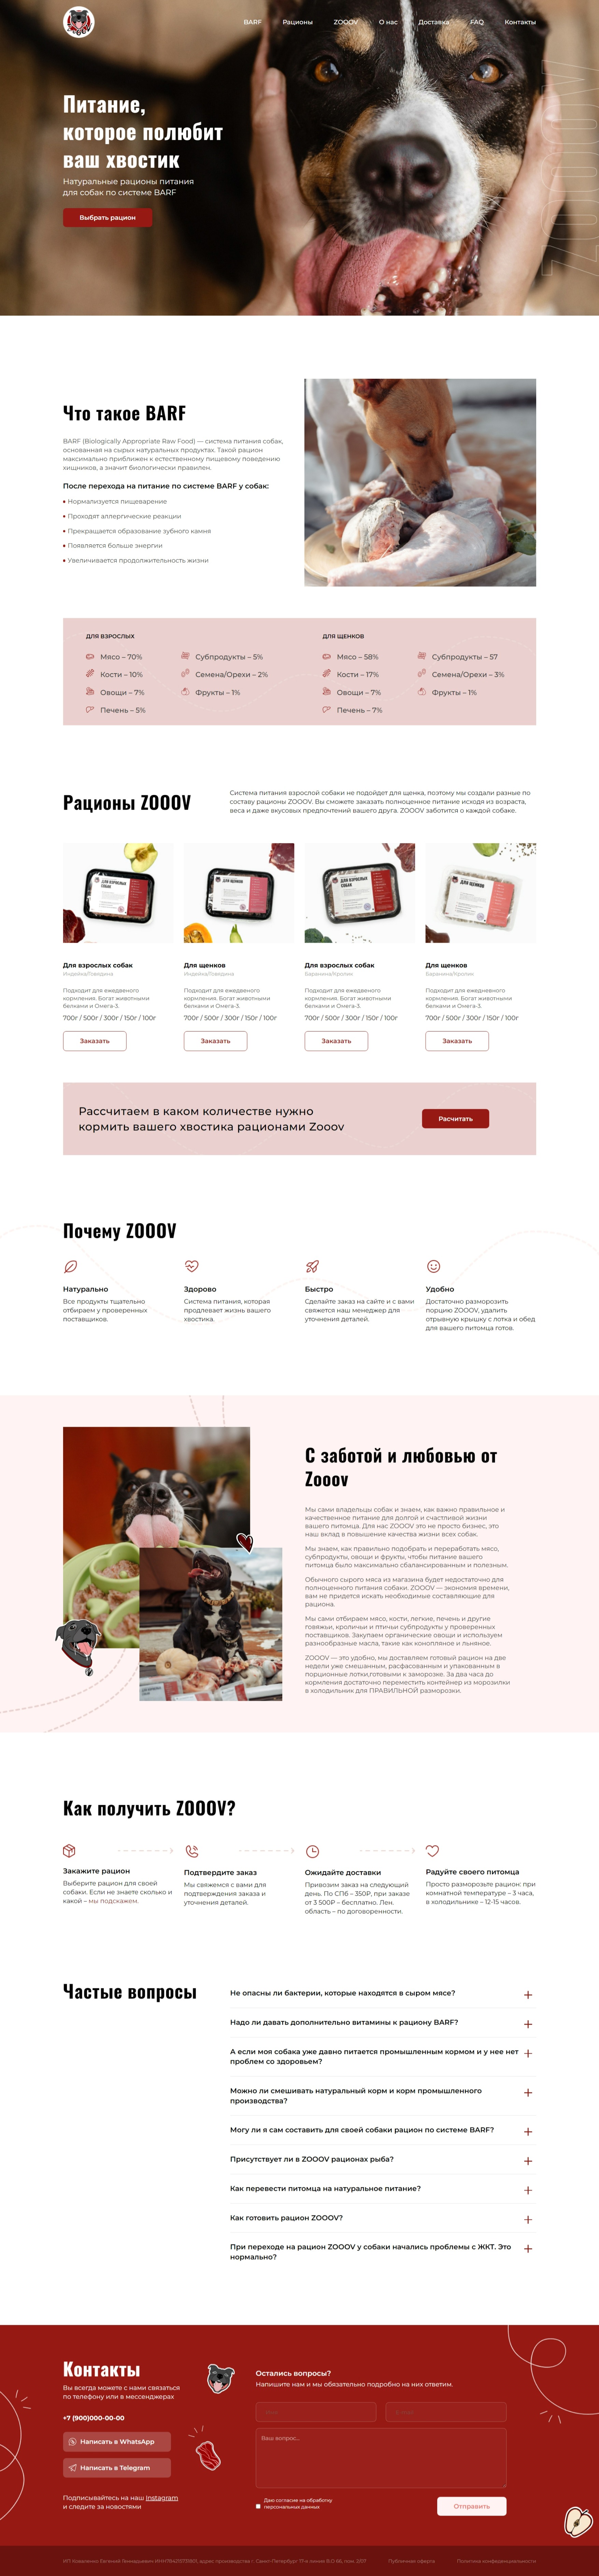 BARF Рационы ZOOOV О нас Доставка FAQ Контакты
Питание,
которое полюбит
ваш хвостик
Натуральные рационы питания
для собак по системе BARF
Выбрать рацион
Что такое BARF
BARF (Biologically Appropriate Raw Food) — система питания собак,
основанная на сырых натуральных продуктах. Такой рацион
максимально приближен к естественному пищевому поведению
хищников, а значит биологически правилен.
После перехода на питание по системе BARF у собак:
Нормализуется пищеварение
Проходят аллергические реакции
Прекращается образование зубного камня
Появляется больше энергии
Увеличивается продолжительность жизни
ДЛЯ ВЗРОСЛЫХ
Мясо – 70% Субпродукты – 5%
Кости – 10% Семена/Орехи – 2%
Овощи – 7% Фрукты – 1%
Печень – 5%
ДЛЯ ЩЕНКОВ
Мясо – 58% Субпродукты – 57
Кости – 17% Семена/Орехи – 3%
Овощи – 7% Фрукты – 1%
Печень – 7%
Рационы ZOOOV
Система питания взрослой собаки не подойдет для щенка, поэтому мы создали разные по
составу рационы ZOOOV. Вы сможете заказать полноценное питание исходя из возраста,
веса и даже вкусовых предпочтений вашего друга. ZOOOV заботится о каждой собаке.
ДЛЯ ВЗРОСЛЫХ
СОБАК
ДЛЯ ЩЕНКОВ
ДЛЯ ВЗРОСЛЫХ
СОБАК
ДЛЯ ЩЕНКОВ
Для взрослых собак
Индейка/Говядина
Подходит для ежедвеного
кормления. Богат животными
белками и Омега-3.
700г / 500г / 300г / 150г / 100г
Заказать
Для щенков
Индейка/Говядина
Подходит для ежедвеного
кормления. Богат животными
белками и Омега-3.
700г / 500г / 300г / 150г / 100г
Заказать
Для взрослых собак
Баранина/Кролик
Подходит для ежедвеного
кормления. Богат животными
белками и Омега-3.
700г / 500г / 300г / 150г / 100г
Заказать
Для щенков
Баранина/Кролик
Подходит для ежедневного
кормления. Богат животными
белками и Омега-3.
700г / 500г / 300г / 150г / 100г
Заказать
Рассчитаем в каком количестве нужно
кормить вашего хвостика рационами Zooov
Расчитать
Почему ZOOOV
Натурально
Все продукты тщательно
отбираем у проверенных
поставщиков.
Здорово
Система питания, которая
продлевает жизнь вашего
хвостика.
Быстро
Сделайте заказ на сайте и с вами
свяжется наш менеджер для
уточнения деталей.
Удобно
Достаточно разморозить
порцию ZOOOV, удалить
отрывную крышку с лотка и обед
для вашего питомца готов.
С заботой и любовью от
Zooov
Мы сами владельцы собак и знаем, как важно правильное и
качественное питание для долгой и счастливой жизни
вашего питомца. Для нас ZOOOV это не просто бизнес, это
наш вклад в повышение качества жизни всех собак.
Мы знаем, как правильно подобрать и переработать мясо,
субпродукты, овощи и фрукты, чтобы питание вашего
питомца было максимально сбалансированным и полезным.
Обычного сырого мяса из магазина будет недостаточно для
полноценного питания собаки. ZOOOV — экономия времени,
вам не придется искать необходимые составляющие для
рациона.
Мы сами отбираем мясо, кости, легкие, печень и другие
говяжьи, кроличьи и птичьи субпродукты у проверенных
поставщиков. Закупаем органические овощи и используем
разнообразные масла, такие как конопляное и льняное.
ZOOOV — это удобно, мы доставляем готовый рацион на две
недели уже смешанным, расфасованным и упакованным в
порционные лотки,готовыми к заморозке. За два часа до
кормления достаточно переместить контейнер из морозилки
в холодильник для ПРАВИЛЬНОЙ разморозки.
Как получить ZOOOV?
Закажите рацион
Выберите рацион для своей
собаки. Если не знаете сколько и
какой – мы подскажем.
Подтвердите заказ
Мы свяжемся с вами для
подтверждения заказа и
уточнения деталей.
Ожидайте доставки
Привозим заказ на следующий
день. По СПб – 350₽, при заказе
от 3 500₽ – бесплатно. Лен.
область – по договоренности.
Радуйте своего питомца
Просто разморозьте рацион: при
комнатной температуре – 3 часа,
в холодильнике – 12-15 часов.
Частые вопросы
Не опасны ли бактерии, которые находятся в сыром мясе?
Надо ли давать дополнительно витамины к рациону BARF?
А если моя собака уже давно питается промышленным кормом и у нее нет
проблем со здоровьем?
Можно ли смешивать натуральный корм и корм промышленного
производства?
Могу ли я сам составить для своей собаки рацион по системе BARF?
Присутствует ли в ZOOOV рационах рыба?
Как перевести питомца на натуральное питание?
Как готовить рацион ZOOOV?
При переходе на рацион ZOOOV у собаки начались проблемы с ЖКТ. Это
нормально?
Контакты
Вы всегда можете с нами связаться
по телефону или в мессенджерах
+7 (900)000-00-00
Написать в WhatsApp
Написать в Telegram
Подписывайтесь на наш Instagram
и следите за новостями
Остались вопросы?
Напишите нам и мы обязательно подробно на них ответим.
Ваш вопрос...
Даю согласие на обработку
персональных данных
Отправить
Публичная оферта
Политика конфиденциальности